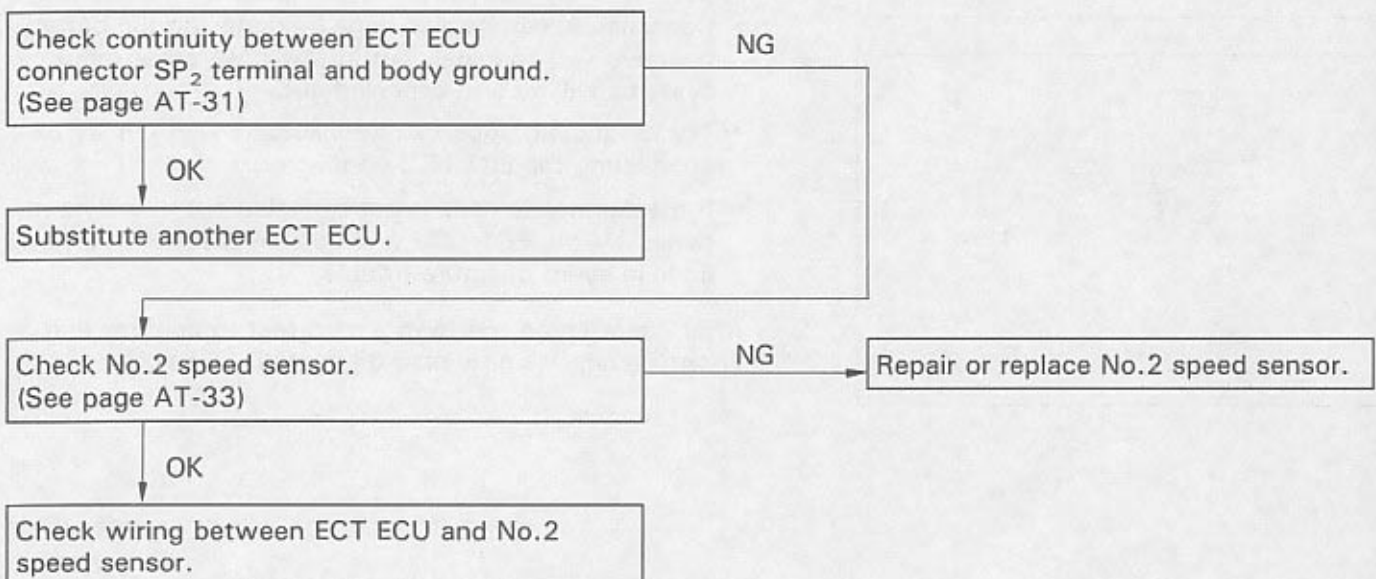 Check continuity between ECT ECU
connector SP₂ terminal and body ground.
(See page AT-31)
NG
OK
Substitute another ECT ECU.
Check No.2 speed sensor.
(See page AT-33)
NG
Repair or replace No.2 speed sensor.
OK
Check wiring between ECT ECU and No.2
speed sensor.